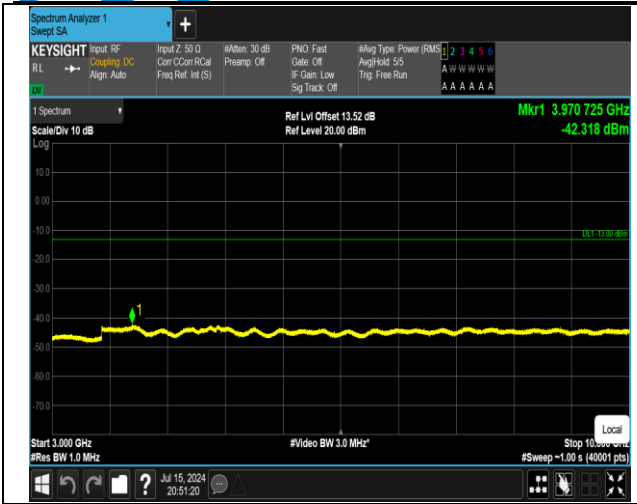 Spectrum Analyzer 1
Swept SA
+
KEYSIGHT
RL
LXI
Input: RF
Coupling: DC
Align: Auto
Input Z: 50 Ω
Corr CCorr RCal
Freq Ref: Int (S)
#Atten: 30 dB
Preamp: Off
PNO: Fast
Gate: Off
IF Gain: Low
Sig Track: Off
#Avg Type: Power (RMS
Avg|Hold: 5/5
Trig: Free Run
1 2 3 4 5 6
A W W W W W
A A A A A A
1 Spectrum
Scale/Div 10 dB
Log
Ref Lvl Offset 13.52 dB
Ref Level 20.00 dBm
Mkr1 3.970 725 GHz
-42.318 dBm
10.0
0.00
-10.0
DL1 -13.00 dBm
-20.0
-30.0
-40.0
1
-50.0
-60.0
-70.0
Local
Start 3.000 GHz
#Res BW 1.0 MHz
#Video BW 3.0 MHz*
Stop 10.000 GHz
#Sweep ~1.00 s (40001 pts)
?
Jul 15, 2024
20:51:20